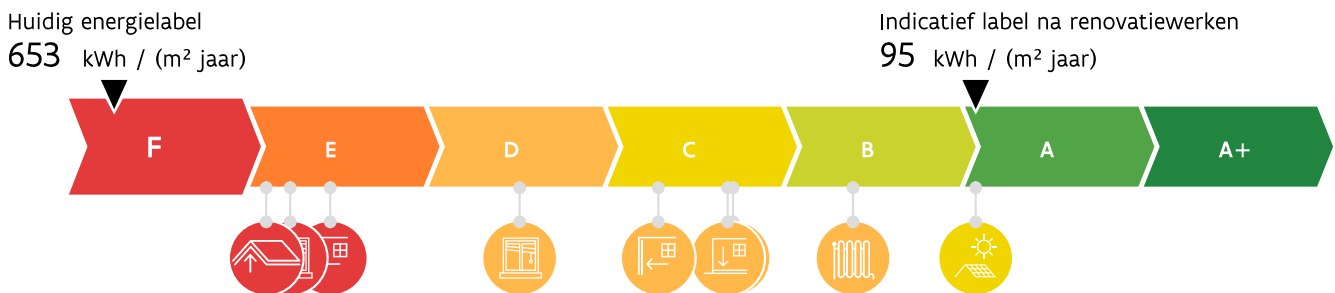 Huidig energielabel
653 kWh / (m² jaar)
Indicatief label na renovatiewerken
95 kWh / (m² jaar)
F E D C B A A+